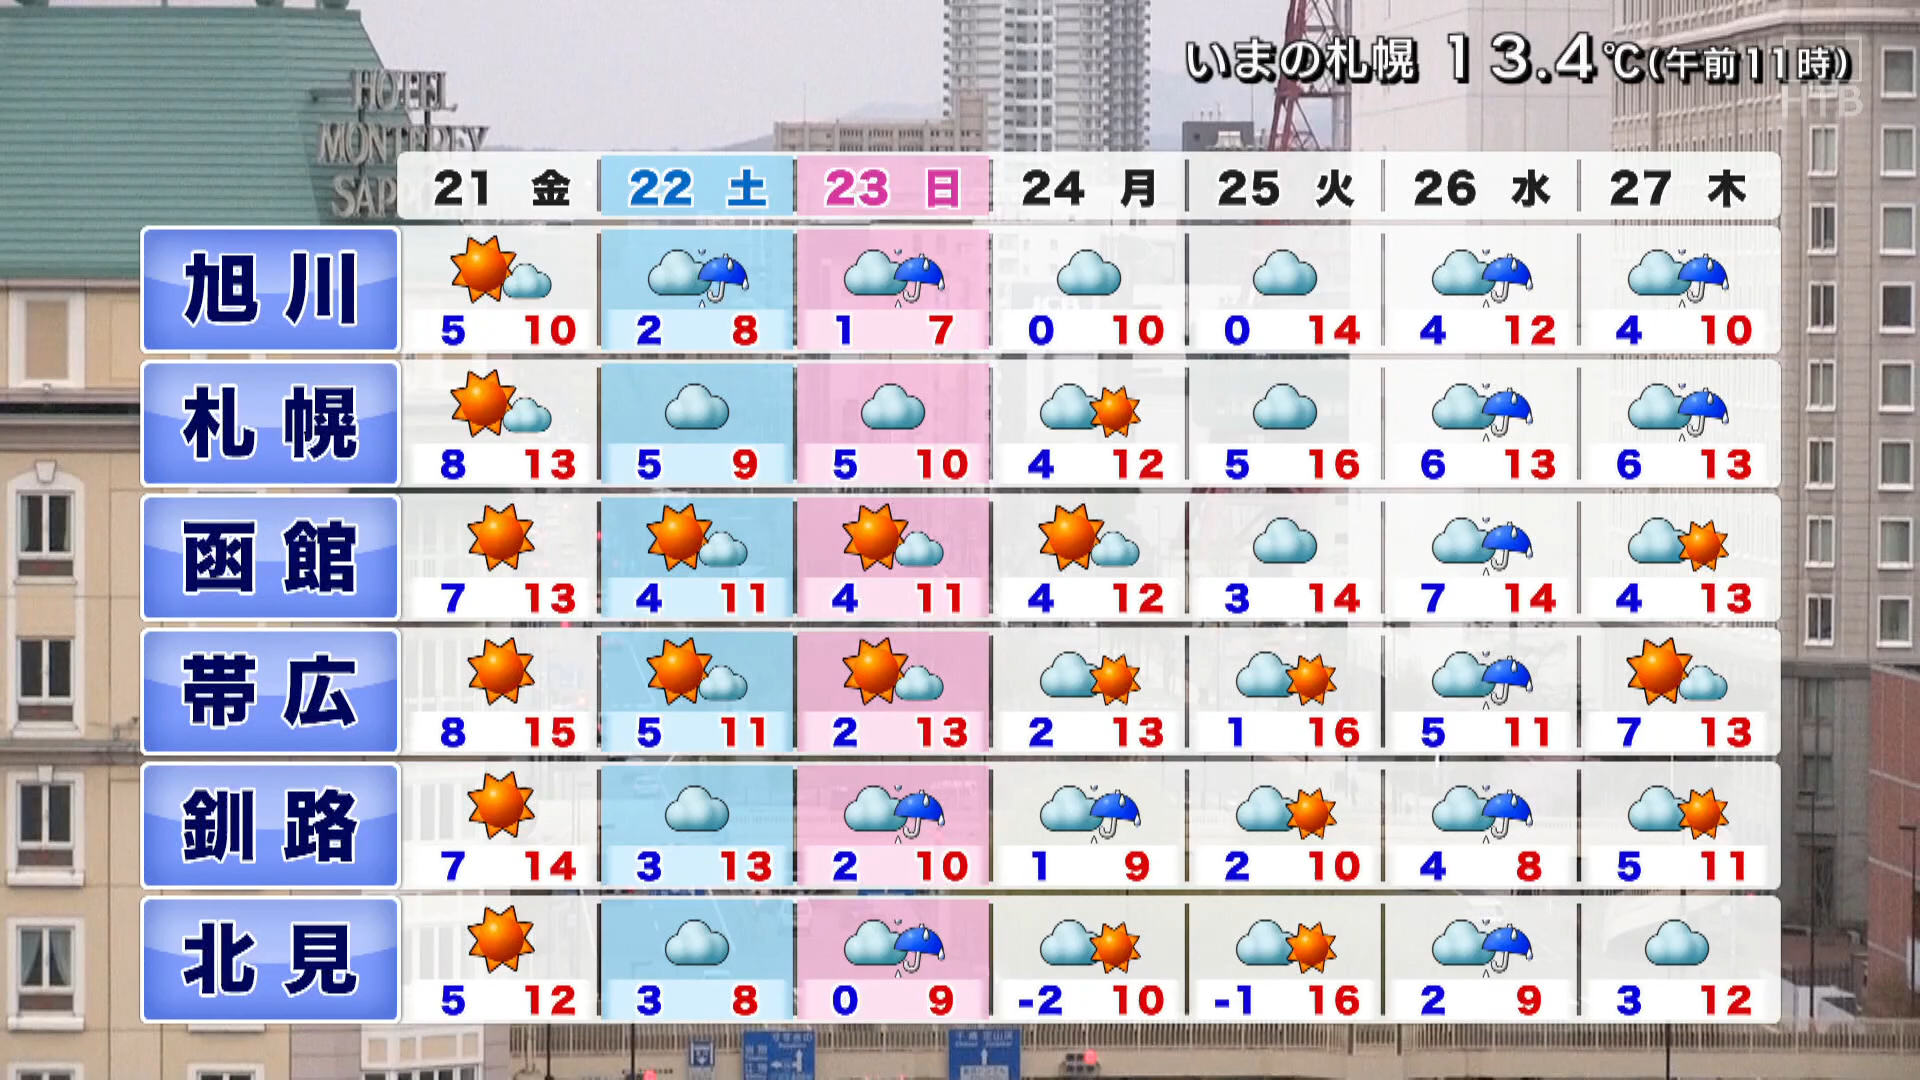 いまの札幌 13.4℃(午前11時)
HTB
HOTEL
MONTEREY
SAPP
21 金 22 土 23 日 24 月 25 火 26 水 27 木
旭川 5 10 2 8 1 7 0 10 0 14 4 12 4 10
札幌 8 13 5 9 5 10 4 12 5 16 6 13 6 13
函館 7 13 4 11 4 11 4 12 3 14 7 14 4 13
帯広 8 15 5 11 2 13 2 13 1 16 5 11 7 13
釧路 7 14 3 13 2 10 1 9 2 10 4 8 5 11
北見 5 12 3 8 0 9 -2 10 -1 16 2 9 3 12